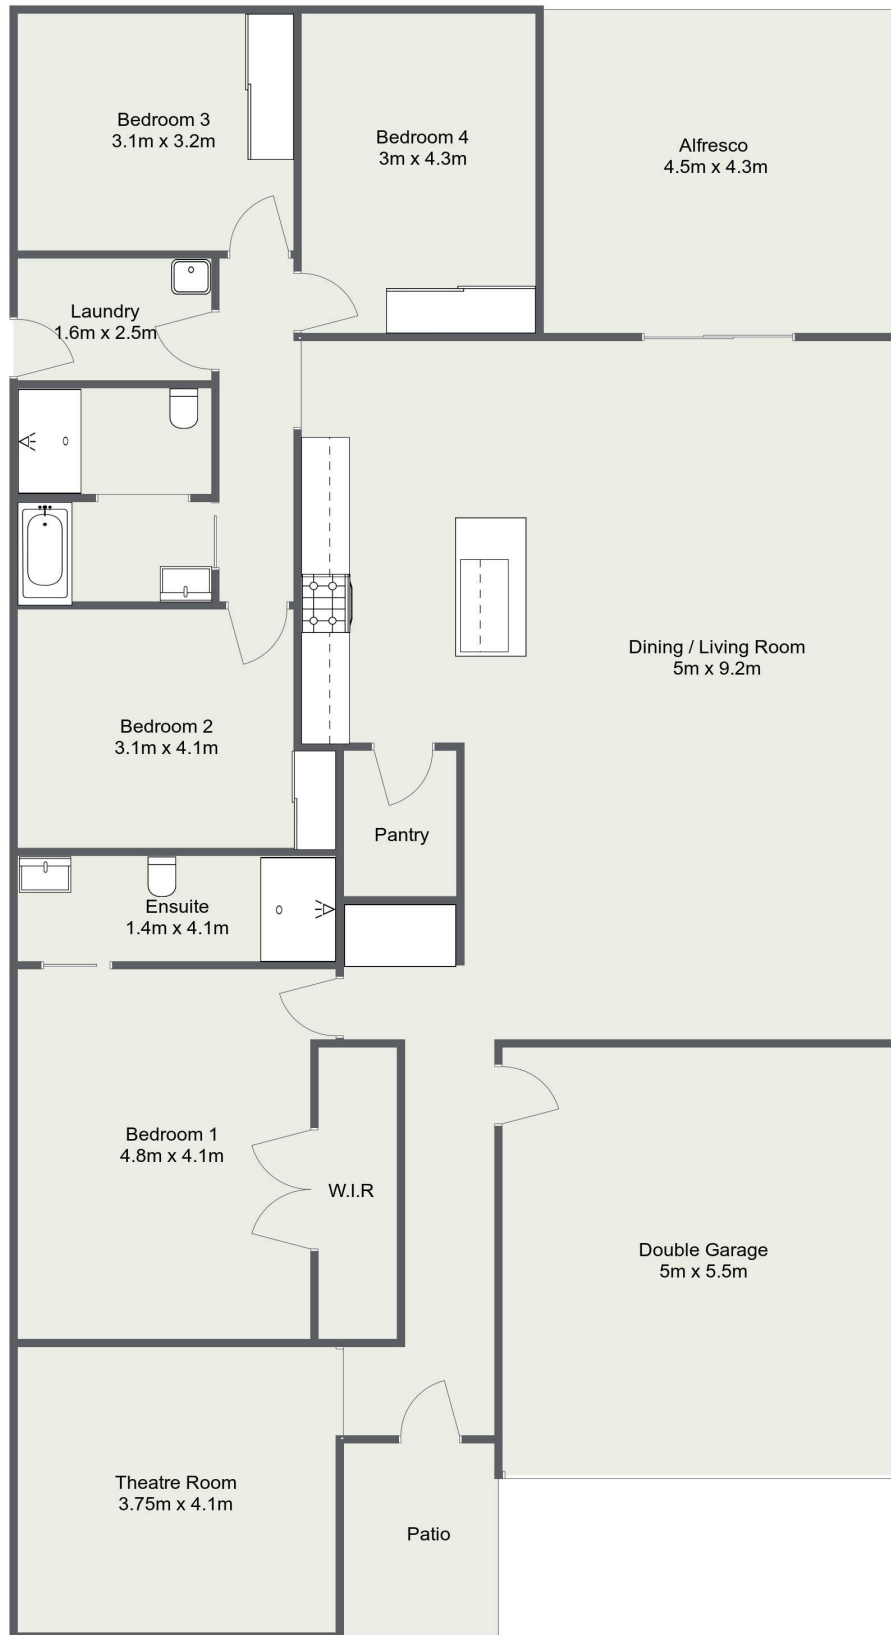 Bedroom 3
3.1m x 3.2m
Bedroom 4
3m x 4.3m
Alfresco
4.5m x 4.3m
Laundry
1.6m x 2.5m
Dining / Living Room
5m x 9.2m
Bedroom 2
3.1m x 4.1m
Pantry
Ensuite
1.4m x 4.1m
Bedroom 1
4.8m x 4.1m
W.I.R
Double Garage
5m x 5.5m
Theatre Room
3.75m x 4.1m
Patio